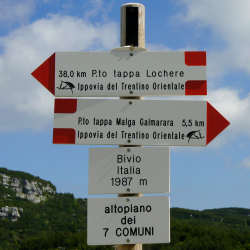 38,0 km P.to tappa Lochere
Ippovia del Trentino Orientale
P.to tappa Malga Galmarara 5,5 km
Ippovia del Trentino Orientale
Bivio
Italia
1987 m
altopiano
dei
7 COMUNI